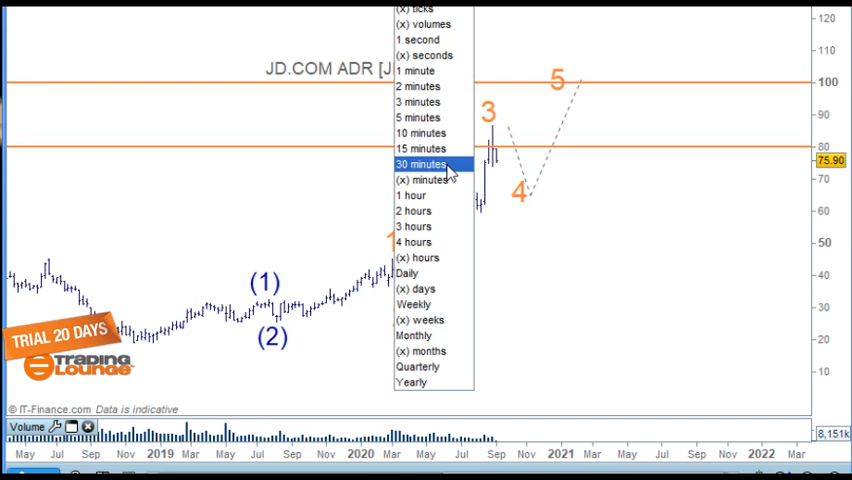 (x) ticks
(x) volumes
1 second
(x) seconds
1 minute
2 minutes
3 minutes
5 minutes
10 minutes
15 minutes
30 minutes
(x) minutes
1 hour
2 hours
3 hours
4 hours
(x) hours
Daily
(x) days
Weekly
(x) weeks
Monthly
(x) months
Quarterly
Yearly
JD.COM ADR [J
5
3
4
1
(1)
(2)
120
110
100
90
80
75.90
70
60
50
40
30
20
10
TRIAL 20 DAYS
TRADING
LOUNGE
© IT-Finance.com Data is indicative
Volume
8,151k
May Jul Sep Nov 2019 Mar May Jul Sep Nov 2020 Mar May Jul Sep Nov 2021 Mar May Jul Sep Nov 2022 Mar